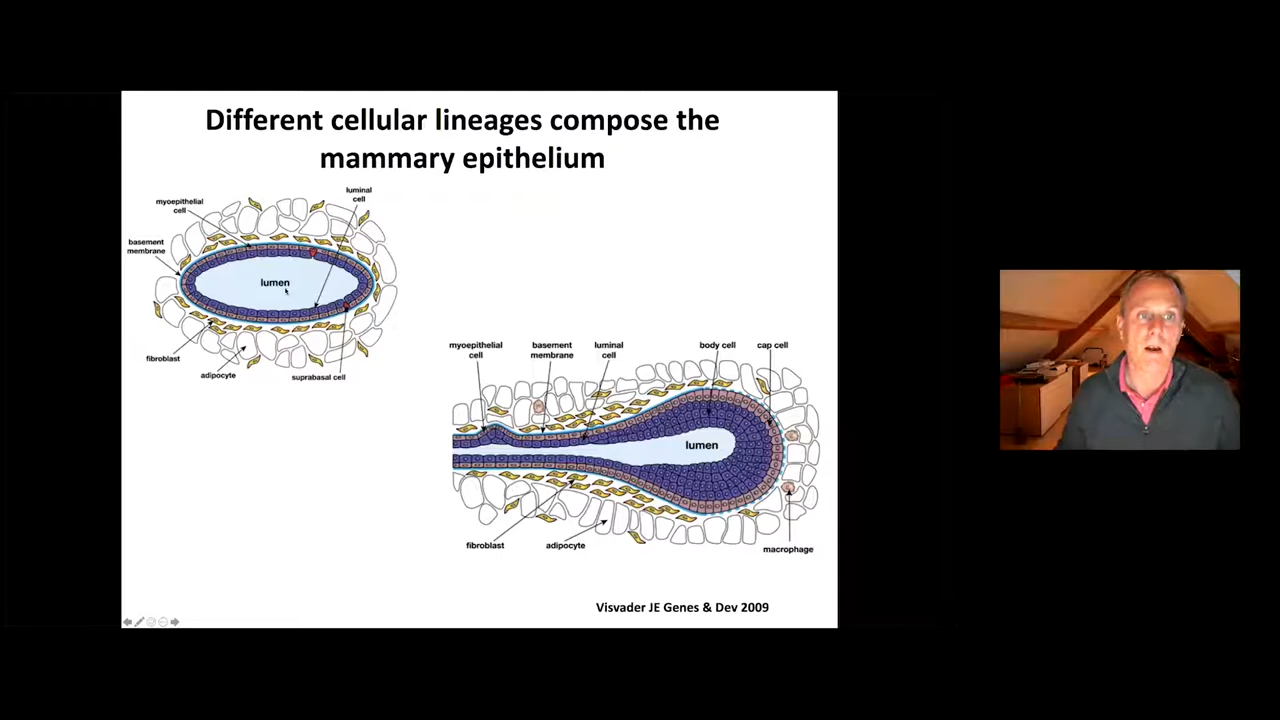 Different cellular lineages compose the
mammary epithelium
luminal
cell
myoepithelial
cell
basement
membrane
lumen
fibroblast
adipocyte
suprabasal cell
myoepithelial
cell
basement
membrane
luminal
cell
body cell
cap cell
lumen
fibroblast
adipocyte
macrophage
Visvader JE Genes & Dev 2009